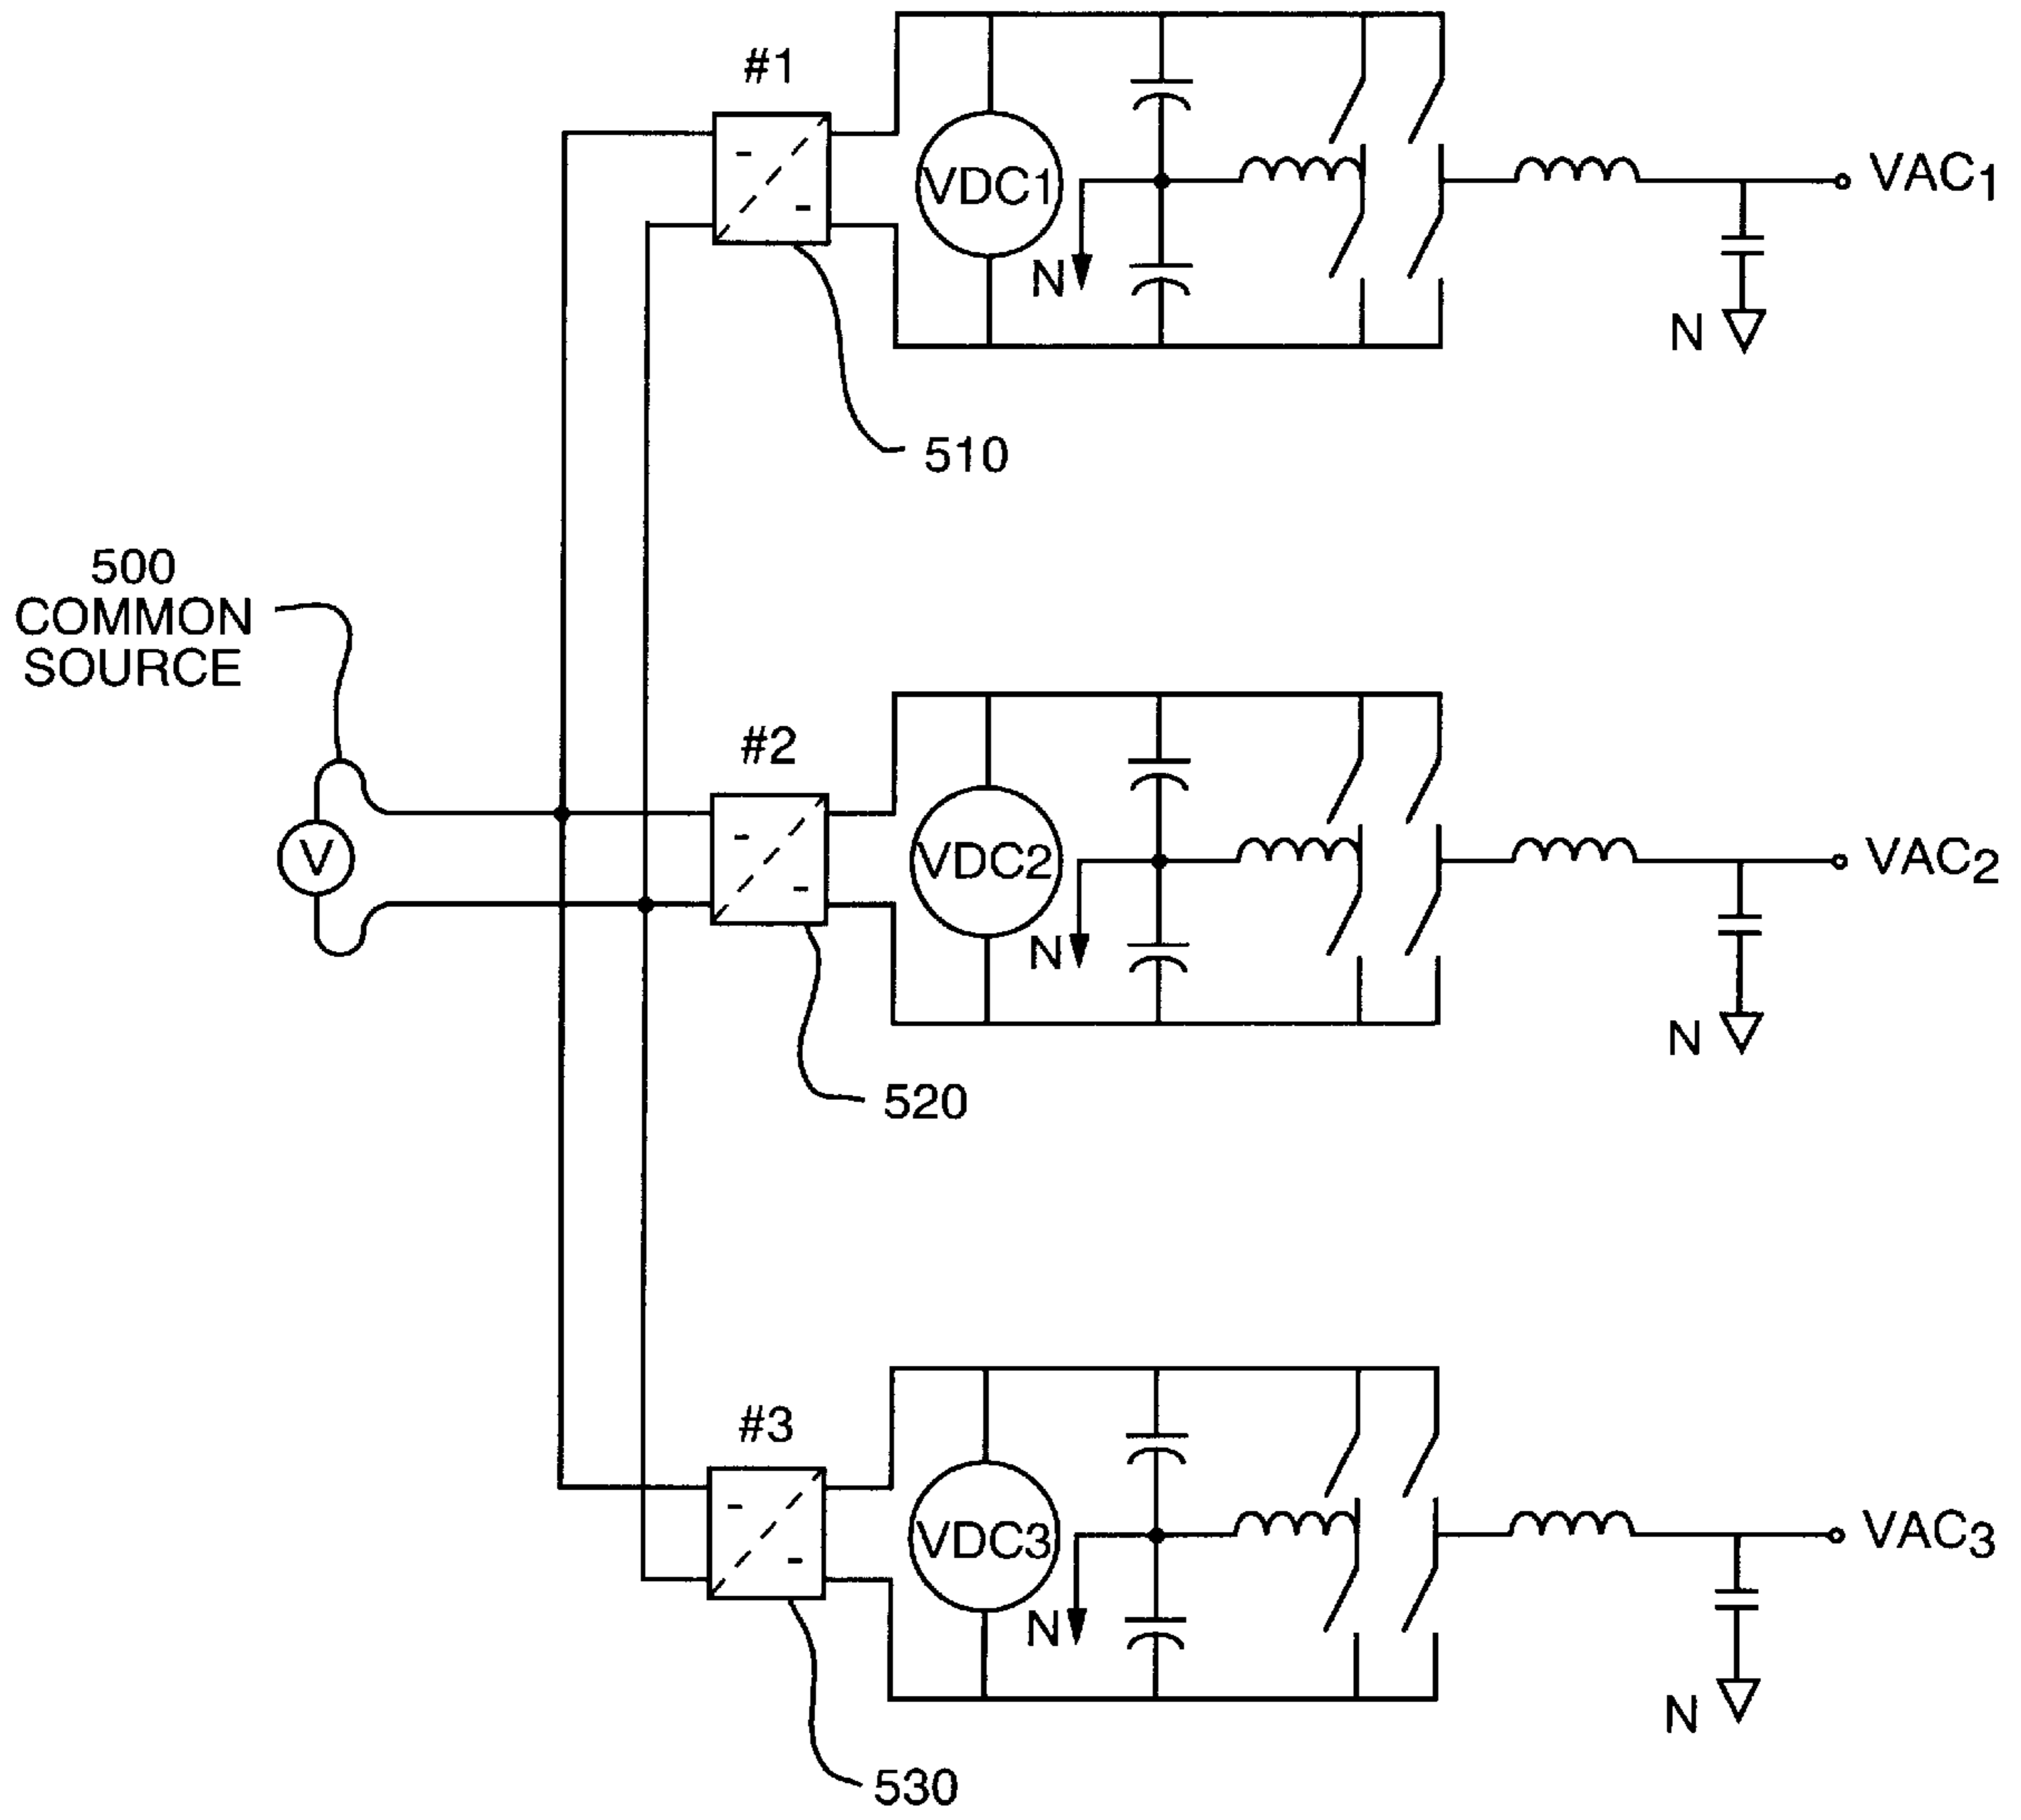 #1
VDC1
N
VAC1
N
510
500
COMMON
SOURCE
V
#2
VDC2
N
VAC2
N
520
#3
VDC3
N
VAC3
N
530